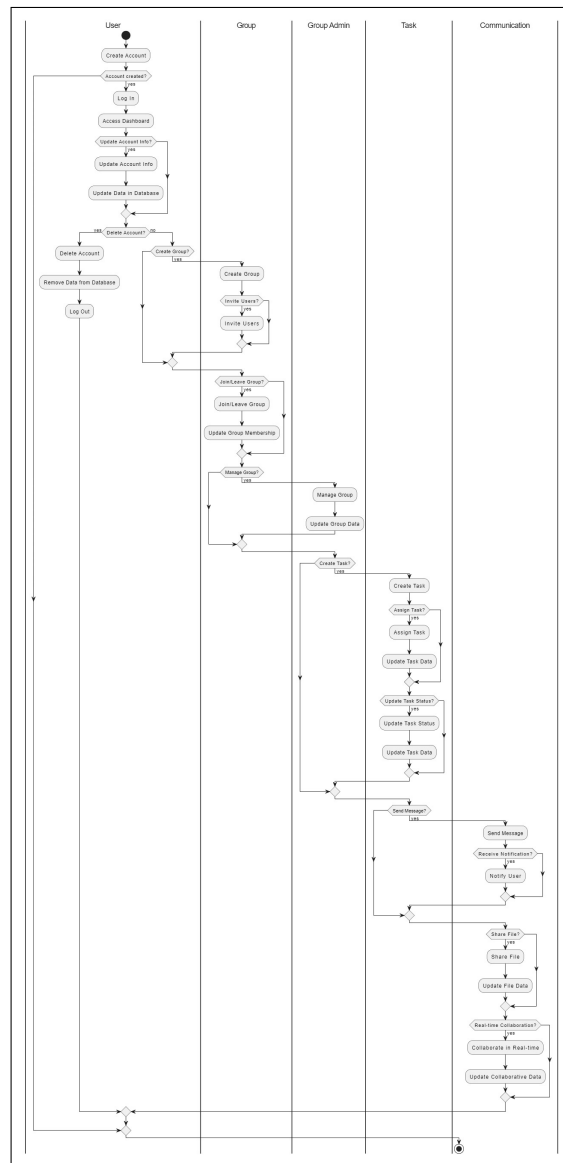 User Group Group Admin Task Communication
Create Account
Account created?
yes
Log In
Access Dashboard
Update Account Info?
yes
Update Account Info
Update Data in Database
yes Delete Account? no
Delete Account
Remove Data from Database
Log Out
Create Group?
yes
Create Group
Invite Users?
yes
Invite Users
Join/Leave Group?
yes
Join/Leave Group
Update Group Membership
Manage Group?
yes
Manage Group
Update Group Data
Create Task?
yes
Create Task
Assign Task?
yes
Assign Task
Update Task Data
Update Task Status?
yes
Update Task Status
Update Task Data
Send Message?
yes
Send Message
Receive Notification?
yes
Notify User
Share File?
yes
Share File
Update File Data
Real-time Collaboration?
yes
Collaborate in Real-time
Update Collaborative Data